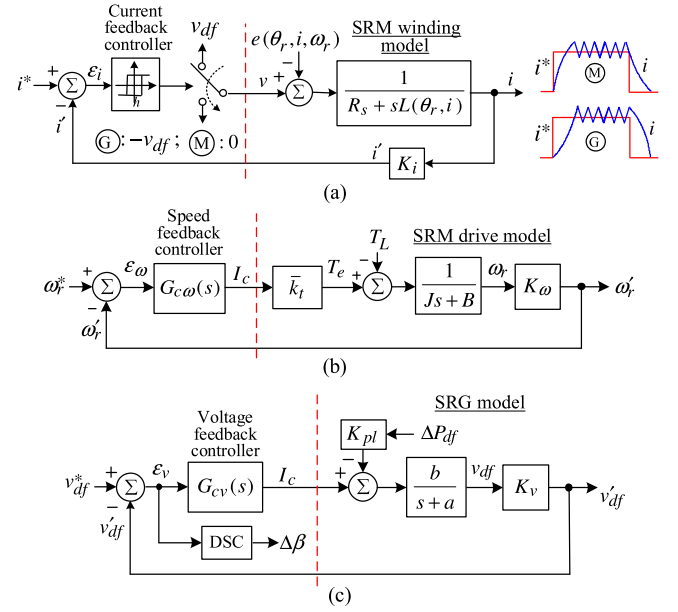 Current
feedback
controller
v_df
e(θ_r, i, ω_r)
SRM winding
model
i*
+
Σ
ε_i
h
v
+
−
Σ
1
R_s + sL(θ_r, i)
i
−
i′
G : −v_df ; M : 0
i′
K_i
i*
M
i
i*
G
i
(a)
Speed
feedback
controller
T_L
SRM drive model
ω_r*
+
Σ
ε_ω
G_cω(s)
I_c
k̄_t
T_e
+
−
Σ
1
Js + B
ω_r
K_ω
ω_r′
−
ω_r′
(b)
Voltage
feedback
controller
SRG model
K_pl
ΔP_df
v_df*
+
Σ
ε_v
G_cv(s)
I_c
+
−
Σ
b
s + a
v_df
K_v
v_df′
−
v_df′
DSC
Δβ
(c)